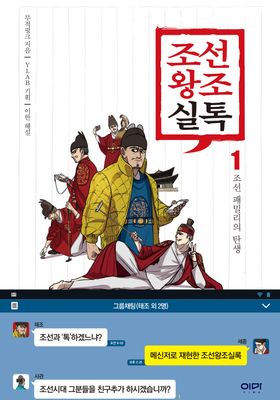 무적핑크 지음 | YLAB 기획 | 이한 해설
조선
왕조
실톡
1
조선 패밀리의 탄생
그룹채팅(태조 외 2명)
태조
조선과 '톡'하겠느냐?
세종
메신저로 재현한 조선왕조실록
사관
조선시대 그분들을 친구추가 하시겠습니까?
이마